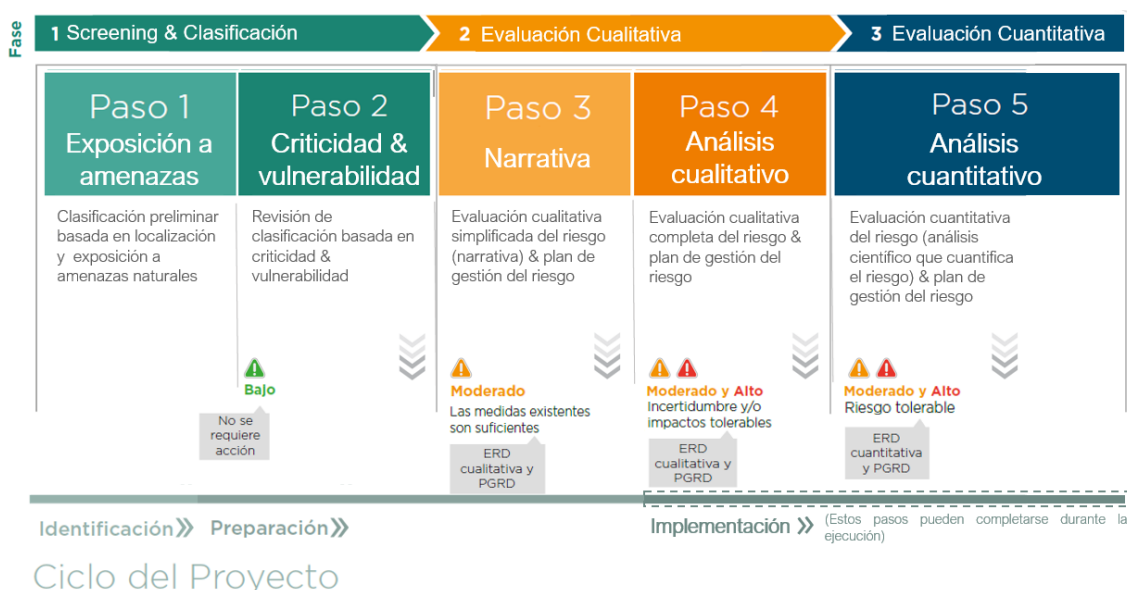 Fase
1 Screening & Clasificación
2 Evaluación Cualitativa
3 Evaluación Cuantitativa
Paso 1
Exposición a
amenazas
Clasificación preliminar
basada en localización
y exposición a
amenazas naturales
Paso 2
Criticidad &
vulnerabilidad
Revisión de
clasificación basada en
criticidad &
vulnerabilidad
Bajo
No se
requiere
acción
Paso 3
Narrativa
Evaluación cualitativa
simplificada del riesgo
(narrativa) & plan de
gestión del riesgo
Moderado
Las medidas existentes
son suficientes
ERD
cualitativa y
PGRD
Paso 4
Análisis
cualitativo
Evaluación cualitativa
completa del riesgo &
plan de gestión del
riesgo
Moderado y Alto
Incertidumbre y/o
impactos tolerables
ERD
cualitativa y
PGRD
Paso 5
Análisis
cuantitativo
Evaluación cuantitativa
del riesgo (análisis
científico que cuantifica
el riesgo) & plan de
gestión del riesgo
Moderado y Alto
Riesgo tolerable
ERD
cuantitativa
y PGRD
Identificación
Preparación
Implementación
(Estos pasos pueden completarse durante la
ejecución)
Ciclo del Proyecto